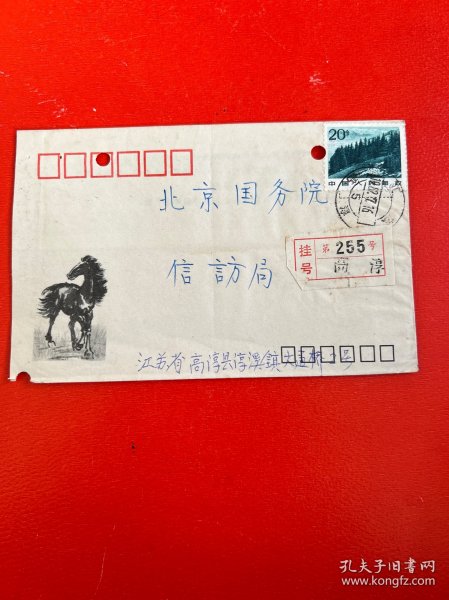 20分
中国人民邮政
北京国务院
挂号 第255号
高淳
信訪局
江苏省高淳县淳溪鎮大
孔夫子旧书网
www.kongfz.com